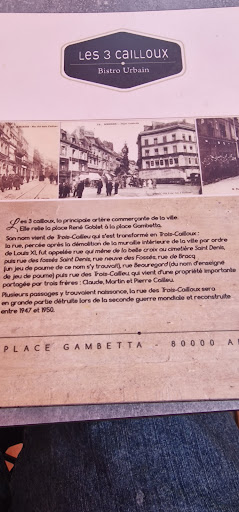 LES 3 CAILLOUX
Bistro Urbain
Les 3 cailloux, la principale artère commerçante de la ville.
Elle relie la place René Goblet à la place Gambetta.
Son nom vient de Trois-Cailleu qui s'est transformé en Trois-Cailloux :
la rue, percée après la démolition de la muraille intérieure de la ville par ordre
de Louis XI, fut appelée rue qui mène de la belle croix au cimetière Saint Denis,
puis rue des fossés Saint Denis, rue neuve des Fossés, rue de Bracq
(un jeu de paume de ce nom s'y trouvait), rue Beauregard (du nom d'enseigne
de jeu de paume) puis rue des Trois-Cailleu, qui vient d'une propriété importante
partagée par trois frères : Claude, Martin et Pierre Cailleu.
Plusieurs passages y trouvaient naissance, la rue des Trois-Cailloux sera
en grande partie détruite lors de la seconde guerre mondiale et reconstruite
entre 1947 et 1950.
PLACE GAMBETTA - 80000 A